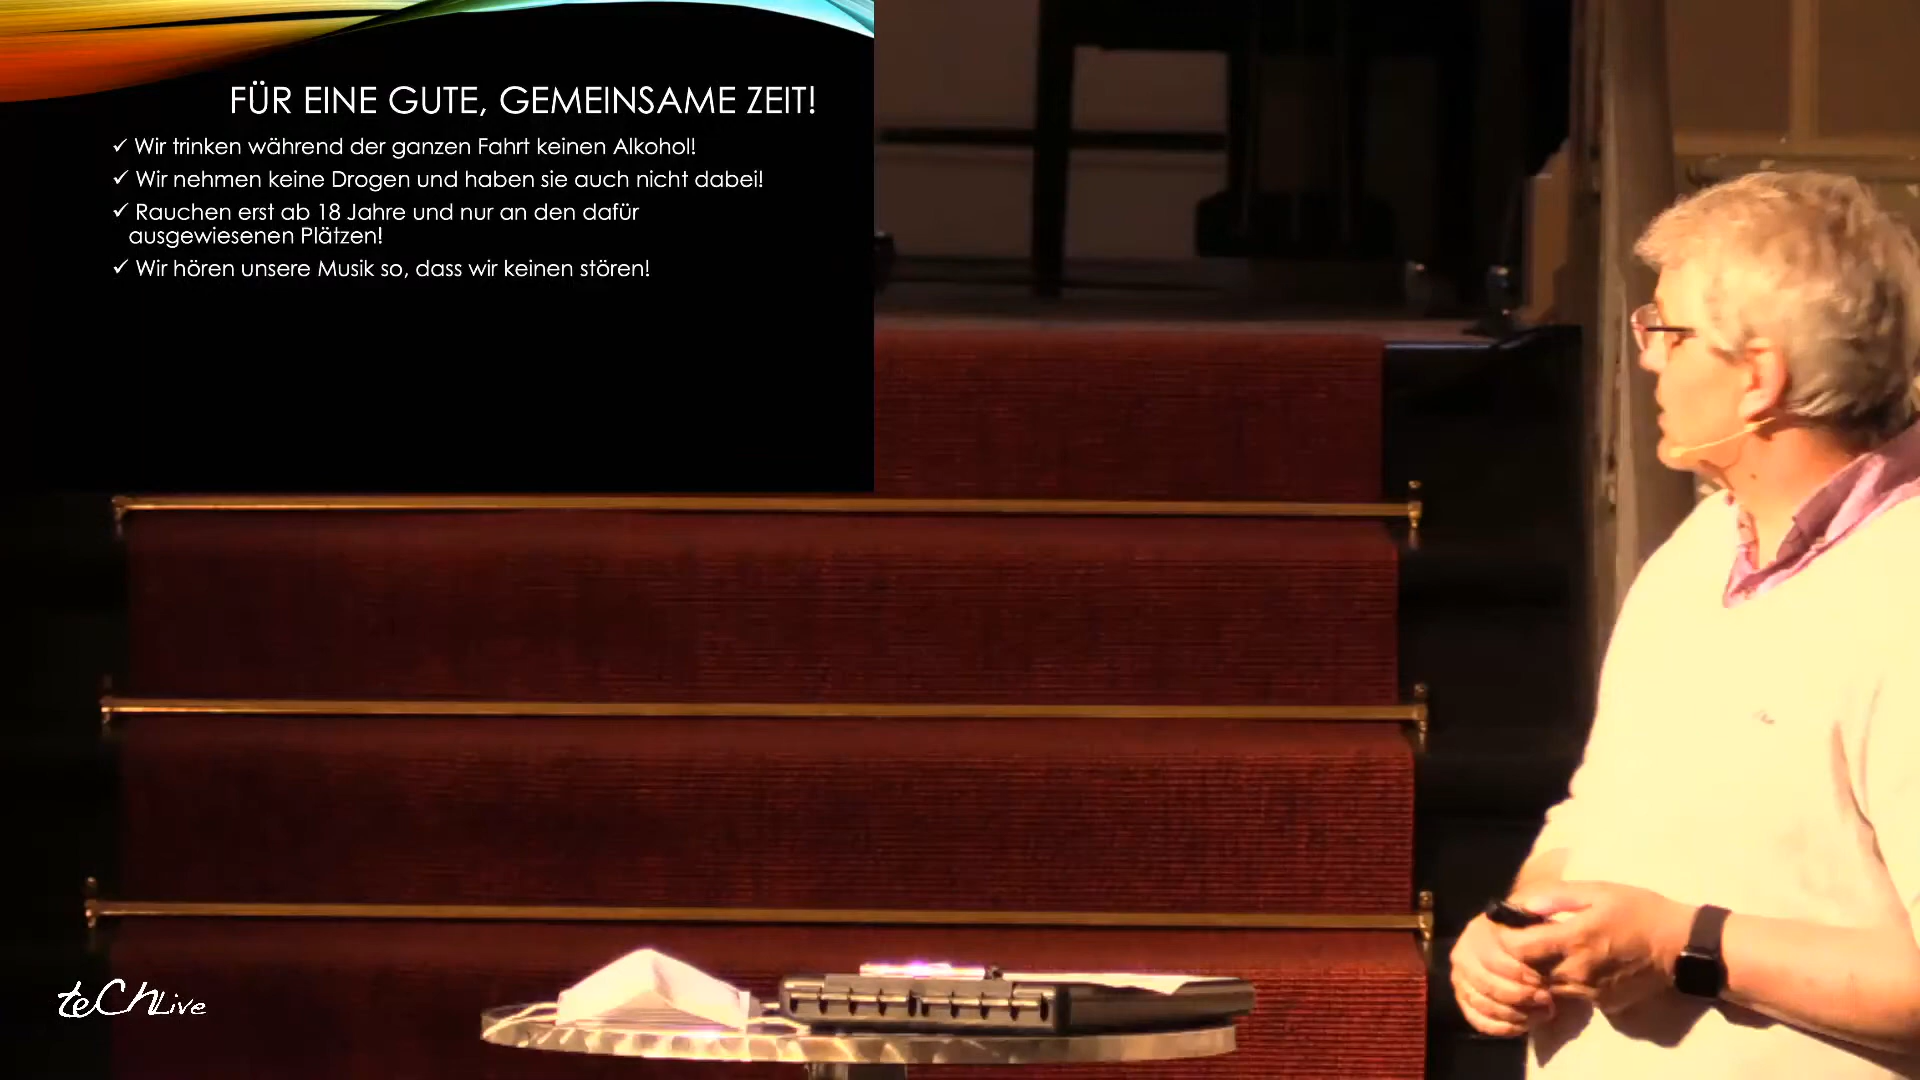 FÜR EINE GUTE, GEMEINSAME ZEIT!
✓ Wir trinken während der ganzen Fahrt keinen Alkohol!
✓ Wir nehmen keine Drogen und haben sie auch nicht dabei!
✓ Rauchen erst ab 18 Jahre und nur an den dafür
ausgewiesenen Plätzen!
✓ Wir hören unsere Musik so, dass wir keinen stören!
teChLive